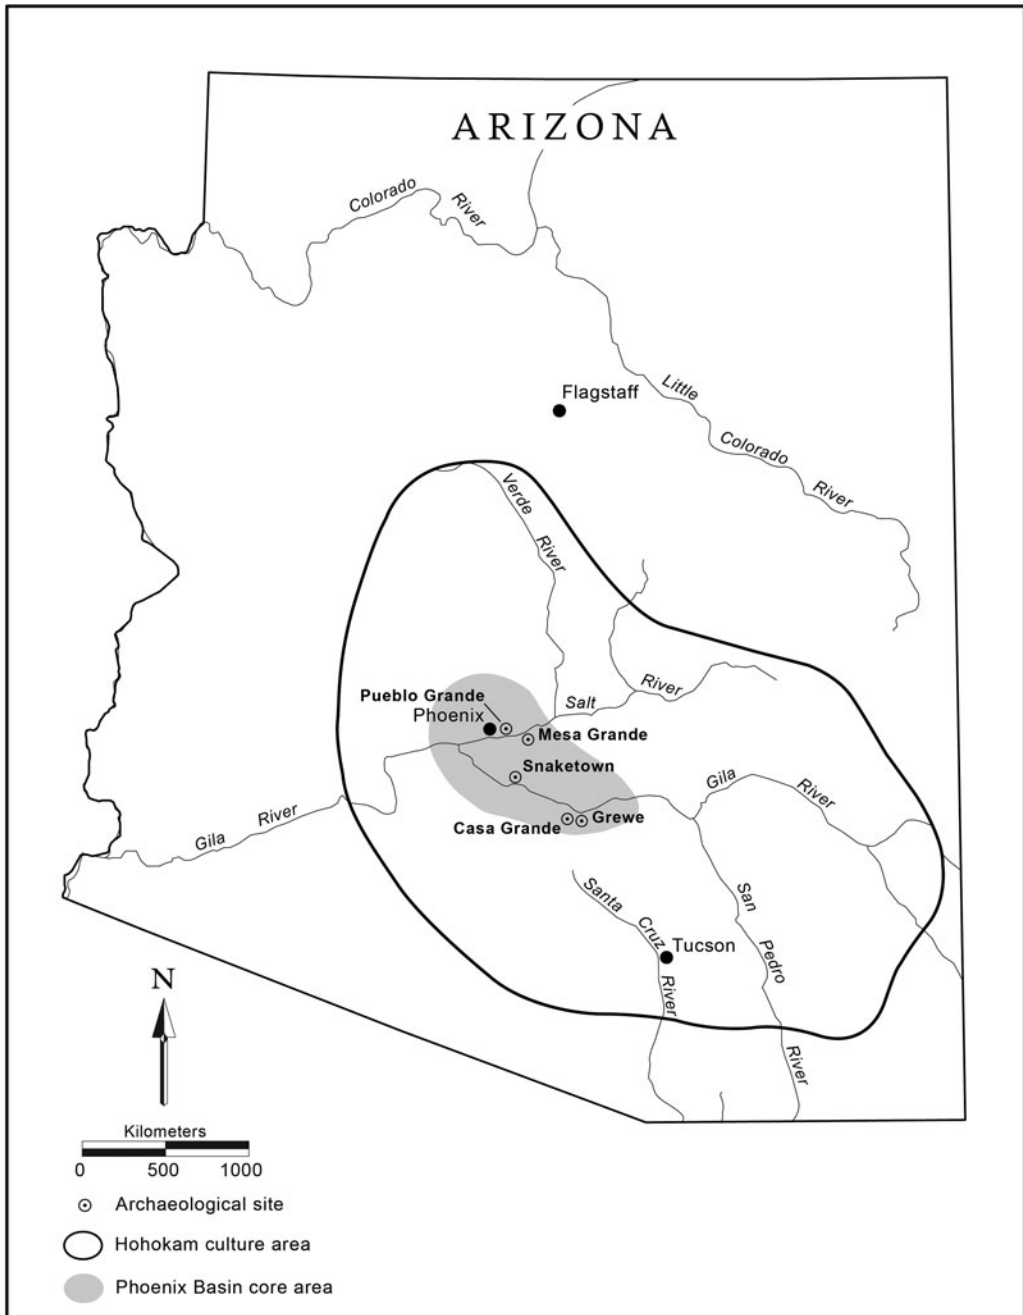 ARIZONA
Colorado
River
Flagstaff
Little
Colorado
River
Verde
River
Pueblo Grande
Phoenix
Salt
River
Mesa Grande
Snaketown
Gila
River
Casa Grande
Grewe
Gila
River
Santa
Cruz
River
Tucson
San
Pedro
River
N
Kilometers
0 500 1000
Archaeological site
Hohokam culture area
Phoenix Basin core area